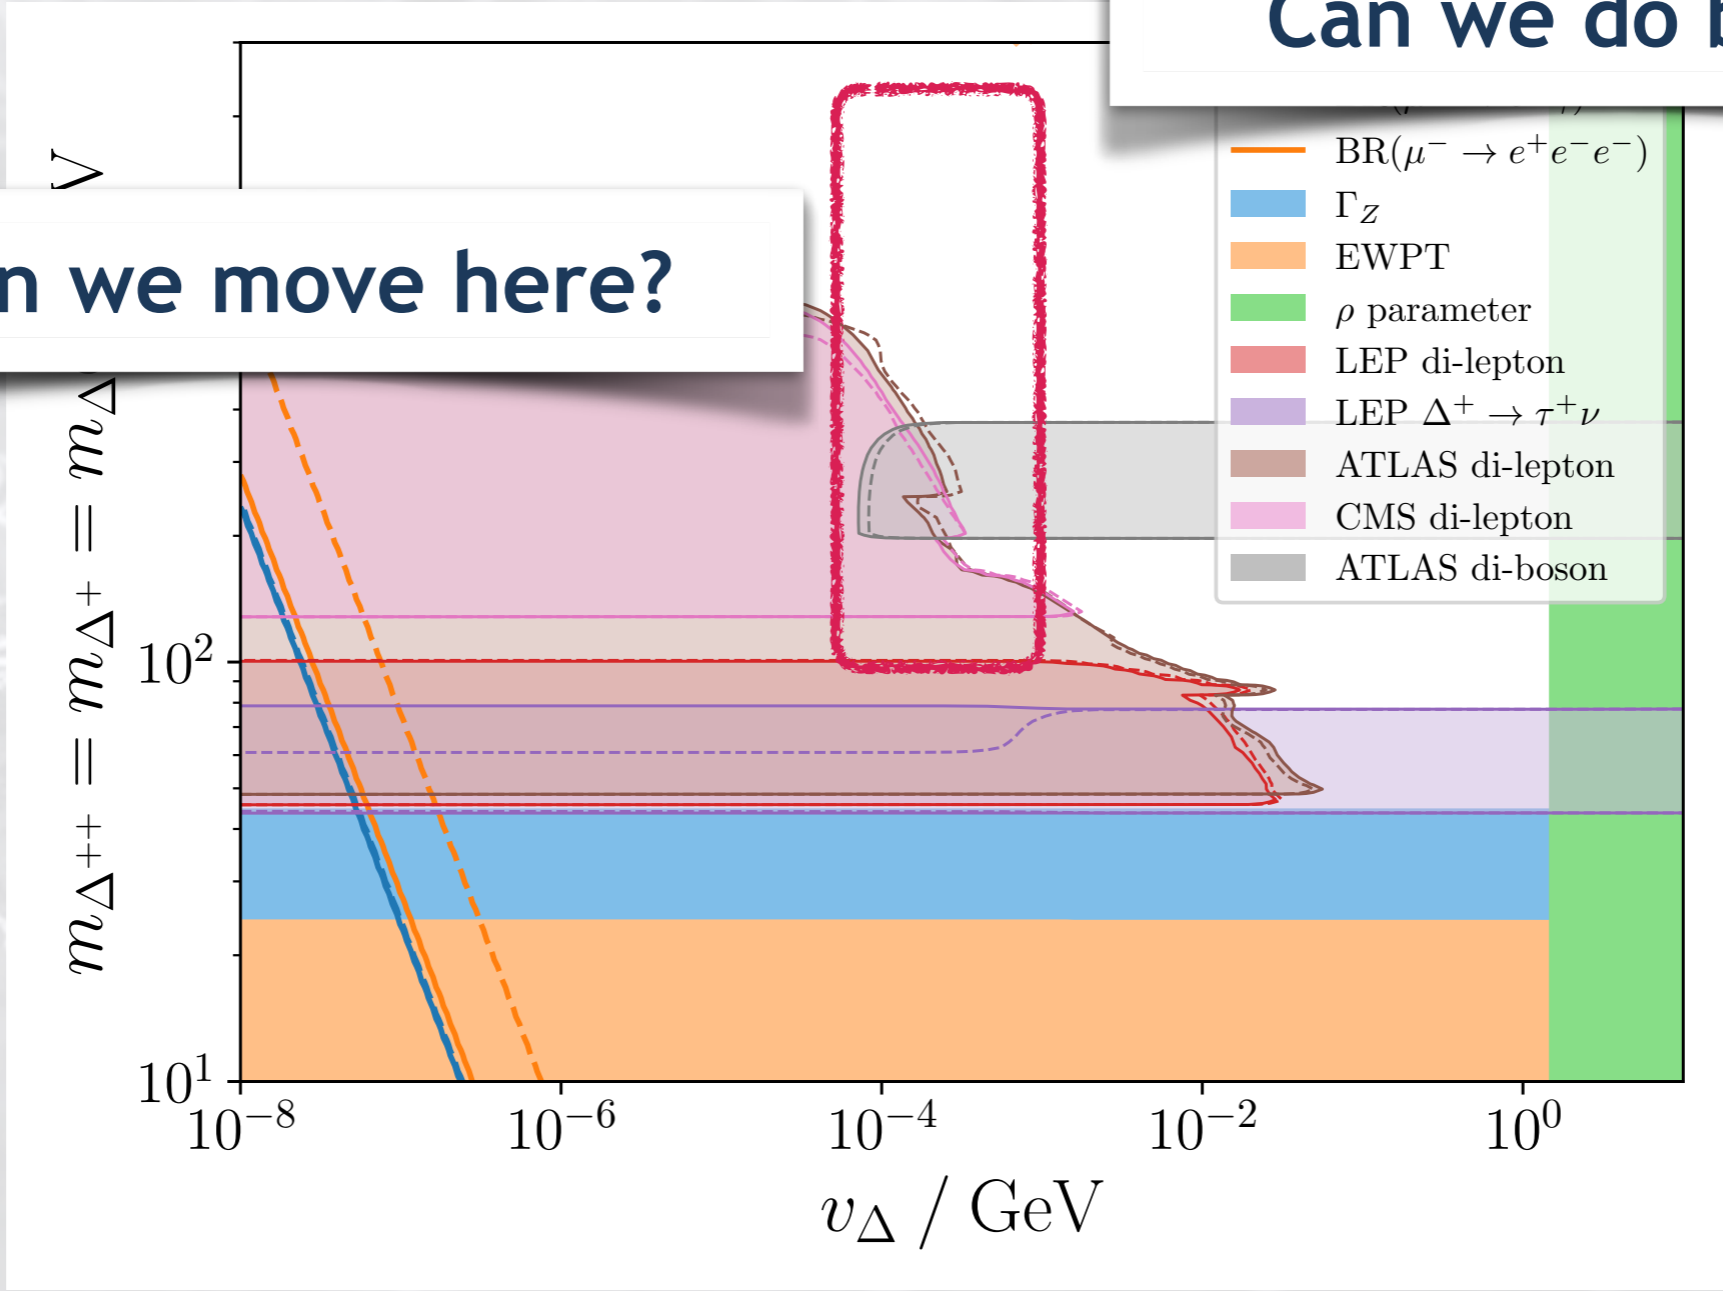 Can we do
we move here?
BR(μ⁻ → e⁺e⁻e⁻)
Γ_Z
EWPT
ρ parameter
LEP di-lepton
LEP Δ⁺ → τ⁺ν
ATLAS di-lepton
CMS di-lepton
ATLAS di-boson
m_Δ⁺⁺ = m_Δ⁺ = m_Δ
10²
10¹
10⁻⁸ 10⁻⁶ 10⁻⁴ 10⁻² 10⁰
v_Δ / GeV